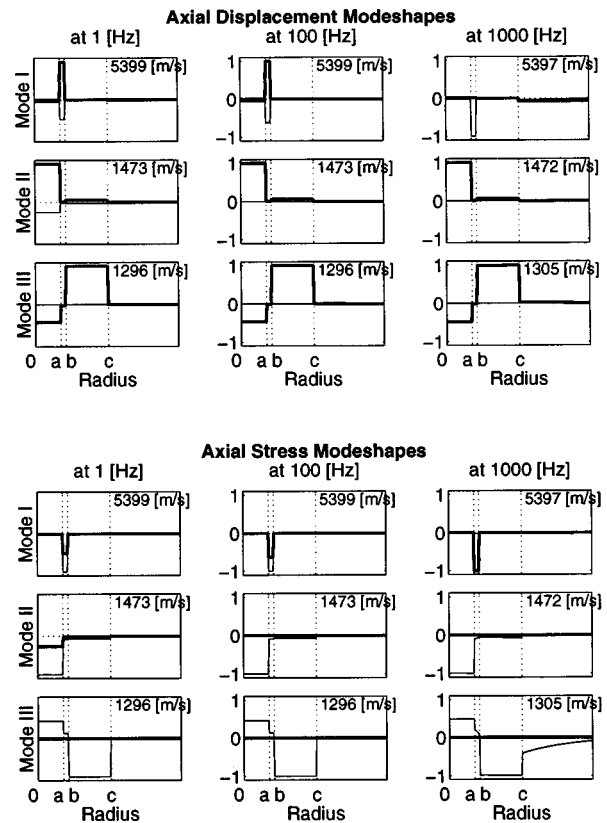 Axial Displacement Modeshapes
at 1 [Hz] at 100 [Hz] at 1000 [Hz]
Mode I 5399 [m/s] 1 0 −1 5399 [m/s] 1 0 −1 5397 [m/s]
Mode II 1473 [m/s] 1 0 −1 1473 [m/s] 1 0 −1 1472 [m/s]
Mode III 1296 [m/s] 1 0 −1 1296 [m/s] 1 0 −1 1305 [m/s]
0 a b c 0 a b c 0 a b c
Radius Radius Radius
Axial Stress Modeshapes
at 1 [Hz] at 100 [Hz] at 1000 [Hz]
Mode I 5399 [m/s] 1 0 −1 5399 [m/s] 1 0 −1 5397 [m/s]
Mode II 1473 [m/s] 1 0 −1 1473 [m/s] 1 0 −1 1472 [m/s]
Mode III 1296 [m/s] 1 0 −1 1296 [m/s] 1 0 −1 1305 [m/s]
0 a b c 0 a b c 0 a b c
Radius Radius Radius